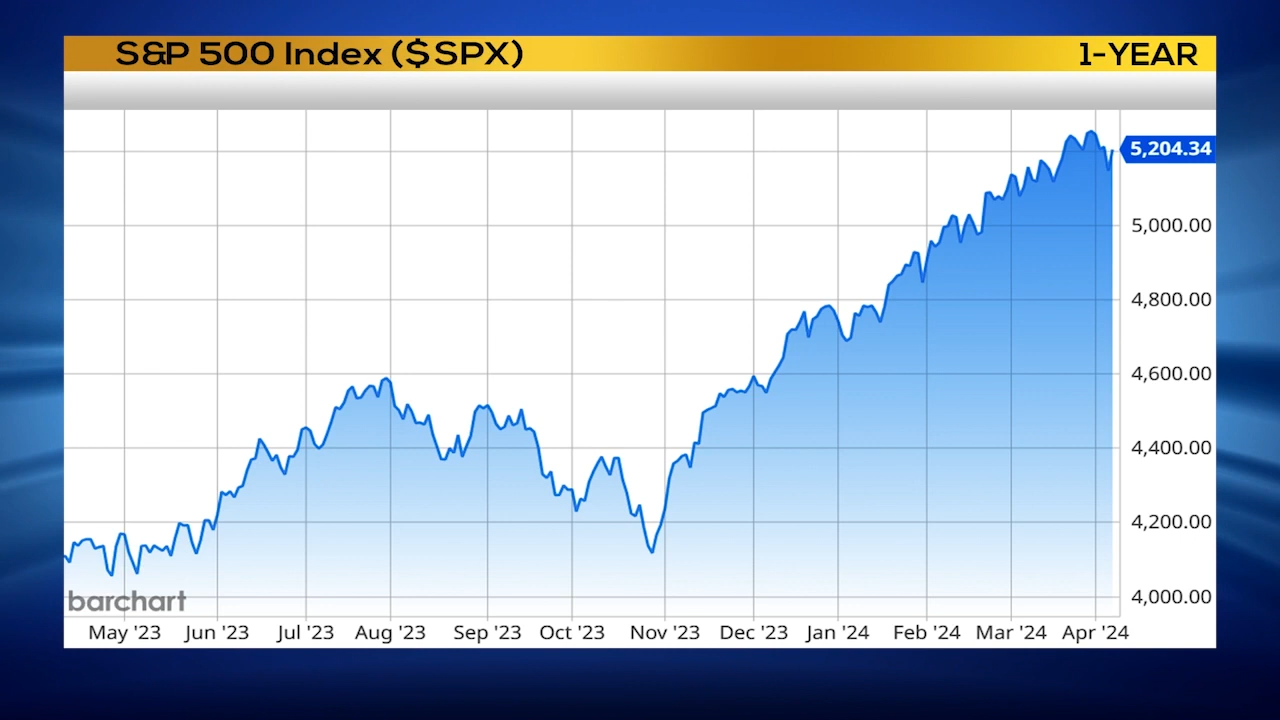 S&P 500 Index ($SPX)
1-YEAR
5,204.34
5,000.00
4,800.00
4,600.00
4,400.00
4,200.00
4,000.00
barchart
May '23 Jun '23 Jul '23 Aug '23 Sep '23 Oct '23 Nov '23 Dec '23 Jan '24 Feb '24 Mar '24 Apr '24